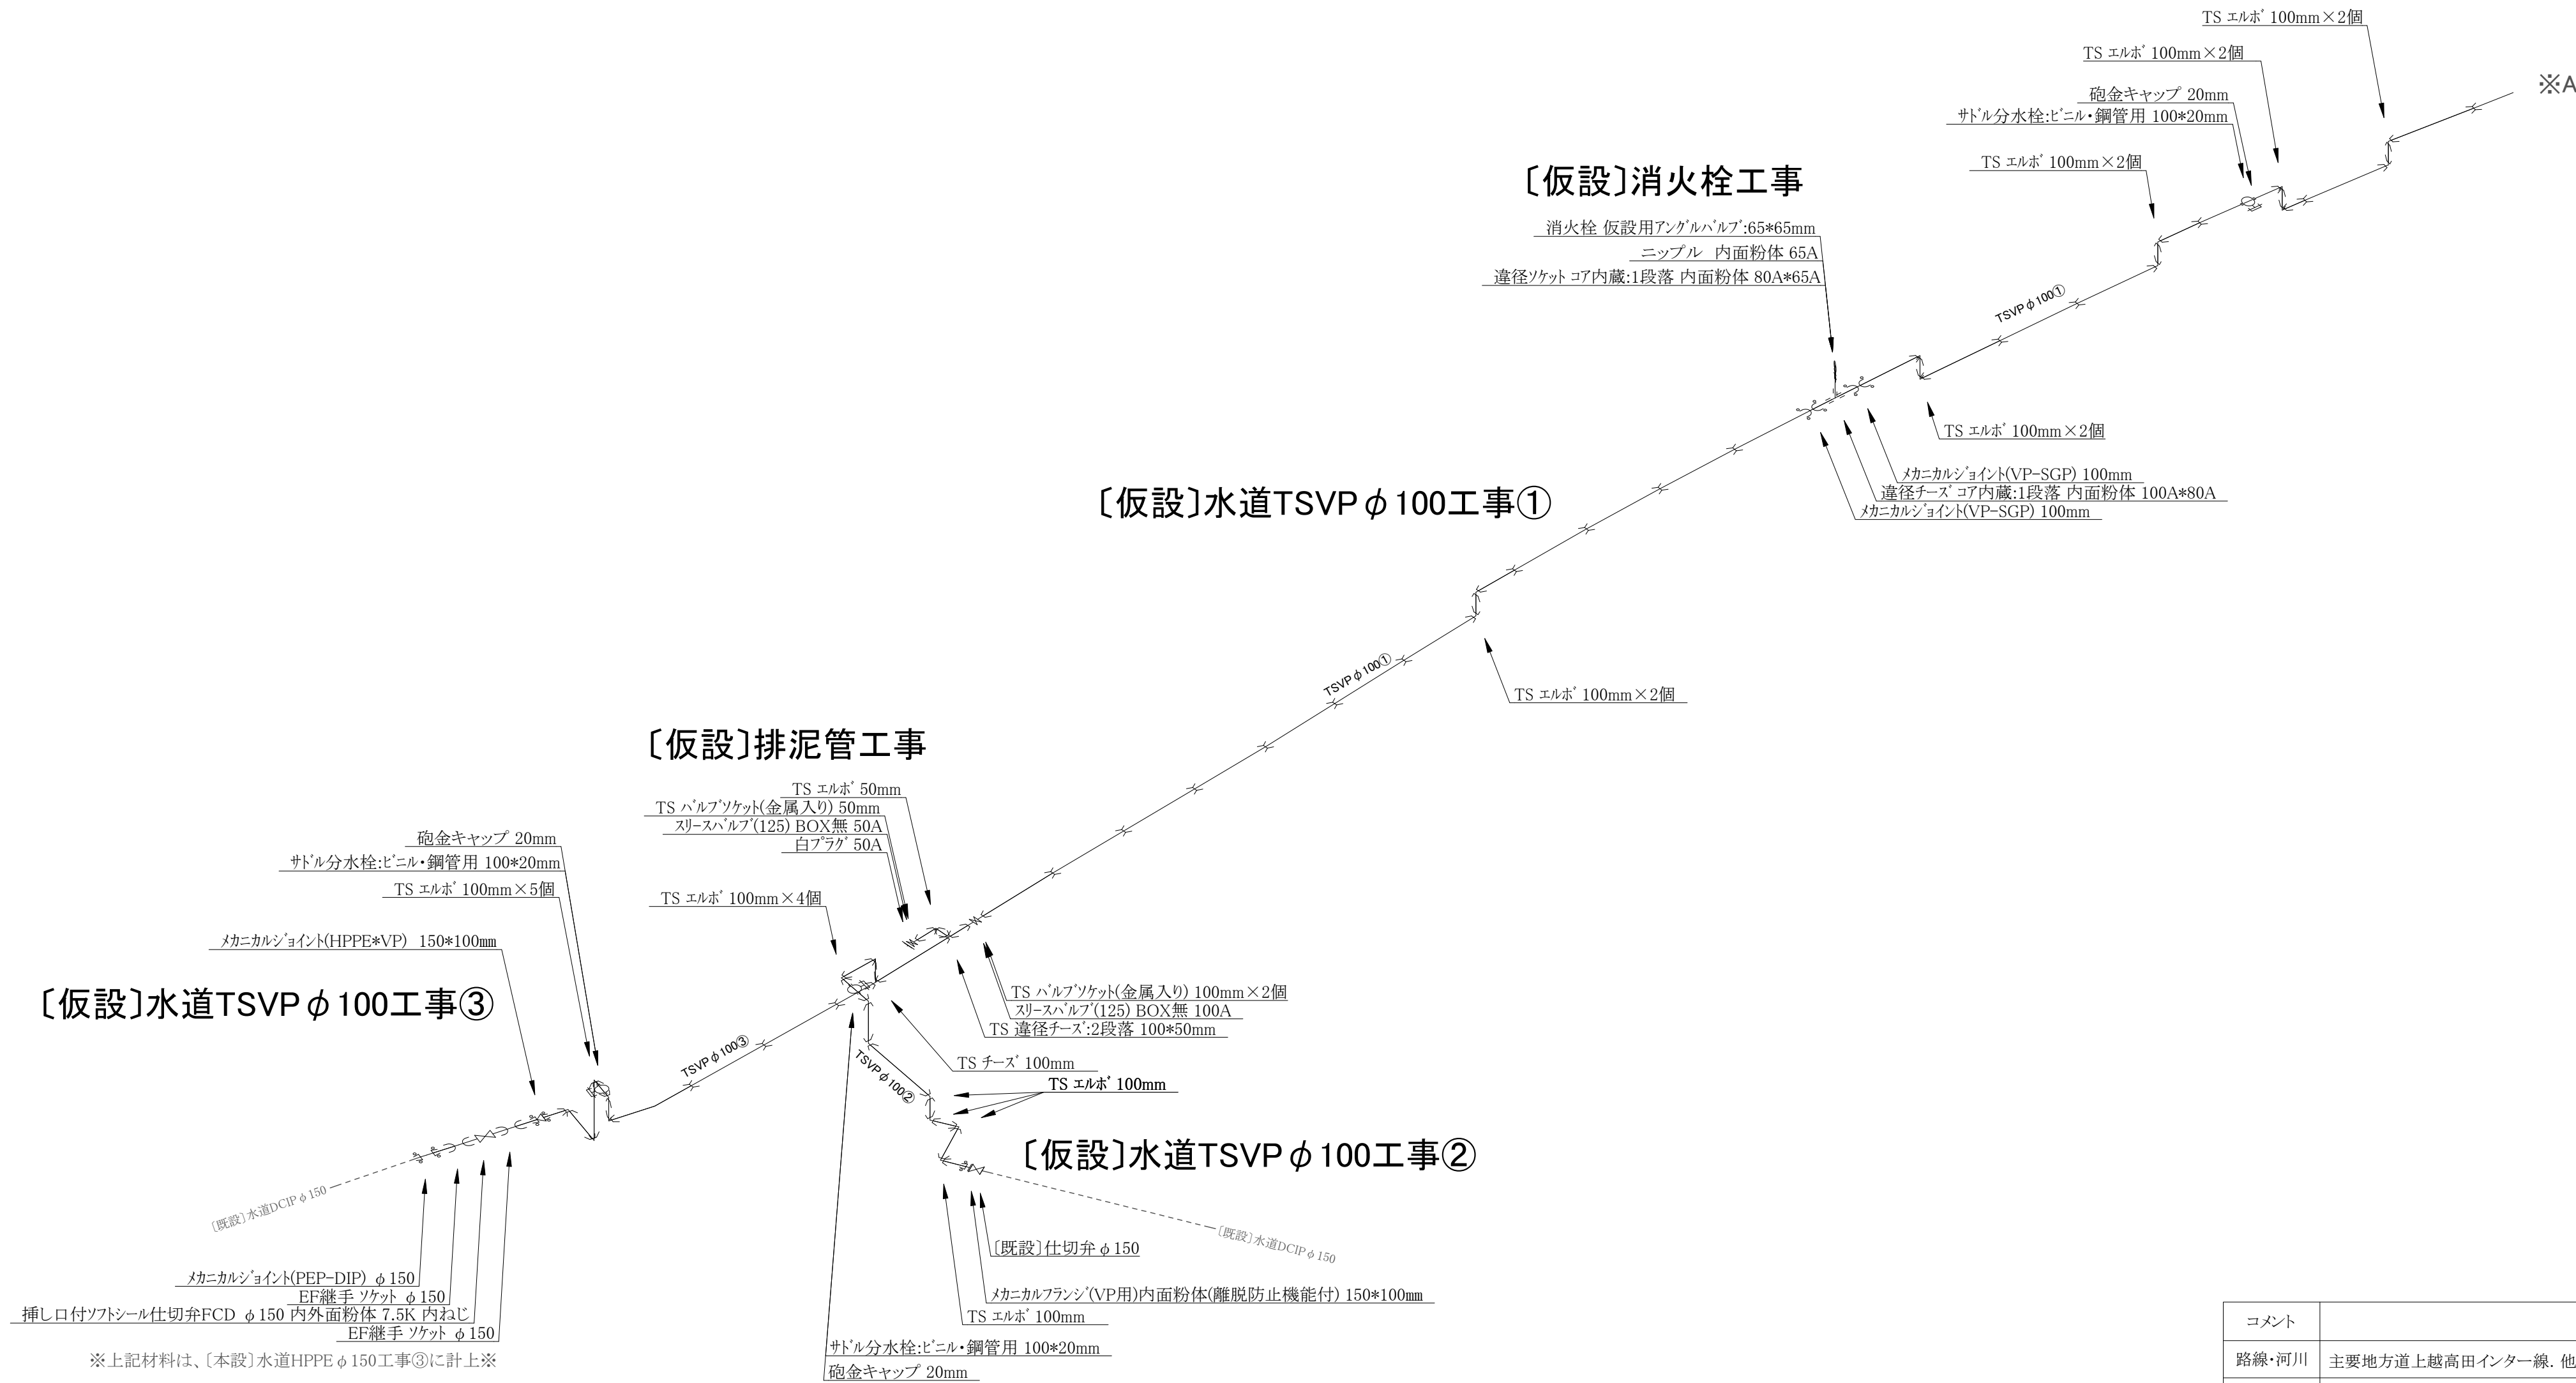 TS エルボ 100mm×2個
TS エルボ 100mm×2個
※A
砲金キャップ 20mm
サドル分水栓:ビニル・鋼管用 100*20mm
TS エルボ 100mm×2個
〔仮設〕消火栓工事
消火栓 仮設用アングルバルブ:65*65mm
ニップル 内面粉体 65A
違径ソケット コア内蔵:1段落 内面粉体 80A*65A
TSVPφ100①
TS エルボ 100mm×2個
メカニカルジョイント(VP-SGP) 100mm
違径チーズ コア内蔵:1段落 内面粉体 100A*80A
メカニカルジョイント(VP-SGP) 100mm
〔仮設〕水道TSVPφ100工事①
TSVPφ100①
TS エルボ 100mm×2個
〔仮設〕排泥管工事
TS エルボ 50mm
TS バルブソケット(金属入り) 50mm
スリースバルブ(125) BOX無 50A
白プラグ 50A
砲金キャップ 20mm
サドル分水栓:ビニル・鋼管用 100*20mm
TS エルボ 100mm×5個
TS エルボ 100mm×4個
メカニカルジョイント(HPPE*VP) 150*100mm
〔仮設〕水道TSVPφ100工事③
TS バルブソケット(金属入り) 100mm×2個
スリースバルブ(125) BOX無 100A
TS 違径チーズ:2段落 100*50mm
TSVPφ100③
TS チーズ 100mm
TSVPφ100②
TS エルボ 100mm
〔仮設〕水道TSVPφ100工事②
〔既設〕水道DCIPφ150
〔既設〕水道DCIPφ150
〔既設〕仕切弁φ150
メカニカルジョイント(PEP-DIP) φ150
EF継手 ソケット φ150
挿し口付ソフトシール仕切弁FCD φ150 内外面粉体 7.5K 内ねじ
EF継手 ソケット φ150
※上記材料は、〔本設〕水道HPPEφ150工事③に計上※
メカニカルフランジ(VP用)内面粉体(離脱防止機能付) 150*100mm
TS エルボ 100mm
サドル分水栓:ビニル・鋼管用 100*20mm
砲金キャップ 20mm
コメント
路線・河川 主要地方道上越高田インター線. 他